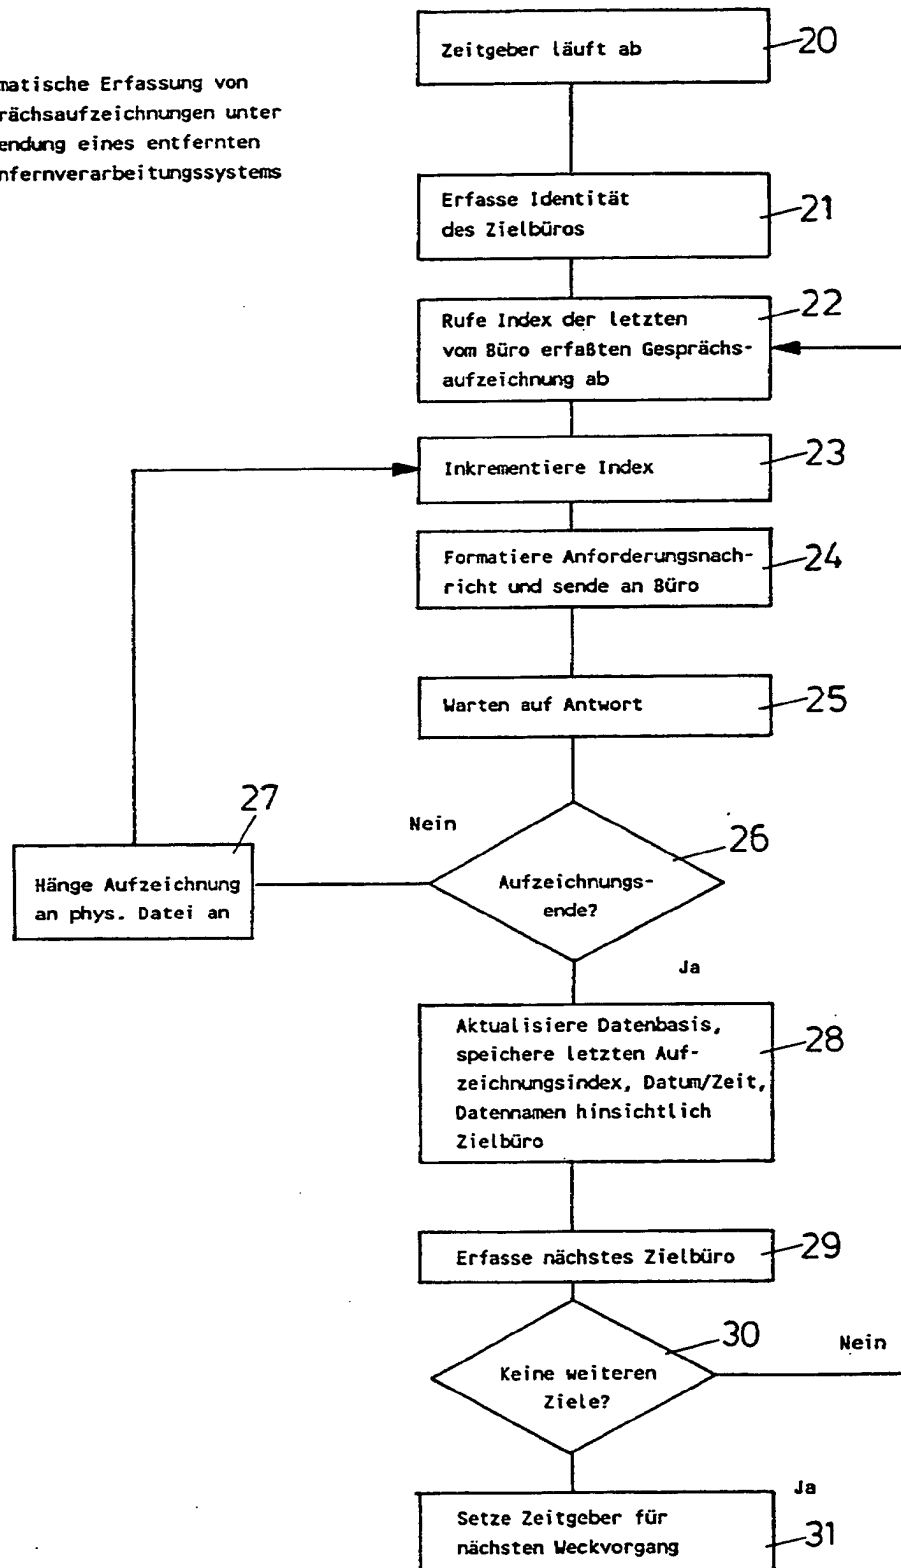 matische Erfassung von
rächsaufzeichnungen unter
endung eines entfernten
nfernverarbeitungssystems
Zeitgeber läuft ab
20
Erfasse Identität
des Zielbüros
21
22
Rufe Index der letzten
vom Büro erfaßten Gesprächs-
aufzeichnung ab
Inkrementiere Index
23
Formatiere Anforderungsnach-
richt und sende an Büro
24
Warten auf Antwort
25
27
Nein
26
Hänge Aufzeichnung
an phys. Datei an
Aufzeichnungs-
ende?
Ja
Aktualisiere Datenbasis,
speichere letzten Auf-
zeichnungsindex, Datum/Zeit,
Datennamen hinsichtlich
Zielbüro
28
Erfasse nächstes Zielbüro
29
30
Nein
Keine weiteren
Ziele?
Ja
Setze Zeitgeber für
nächsten Weckvorgang
31